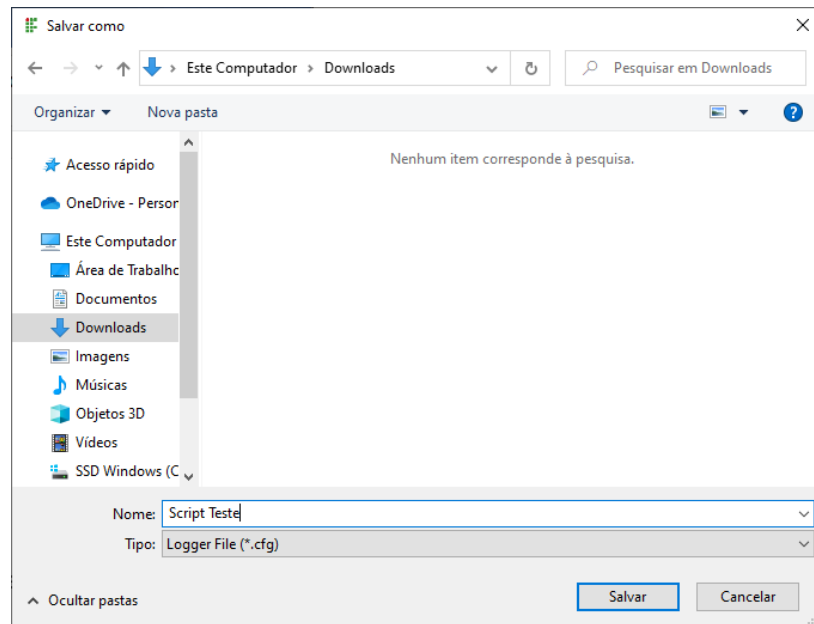 Salvar como
Este Computador > Downloads
Pesquisar em Downloads
Organizar
Nova pasta
Acesso rápido
Nenhum item corresponde à pesquisa.
OneDrive - Person
Este Computador
Área de Trabalho
Documentos
Downloads
Imagens
Músicas
Objetos 3D
Vídeos
SSD Windows (C
Nome: Script Teste
Tipo: Logger File (*.cfg)
Ocultar pastas
Salvar
Cancelar